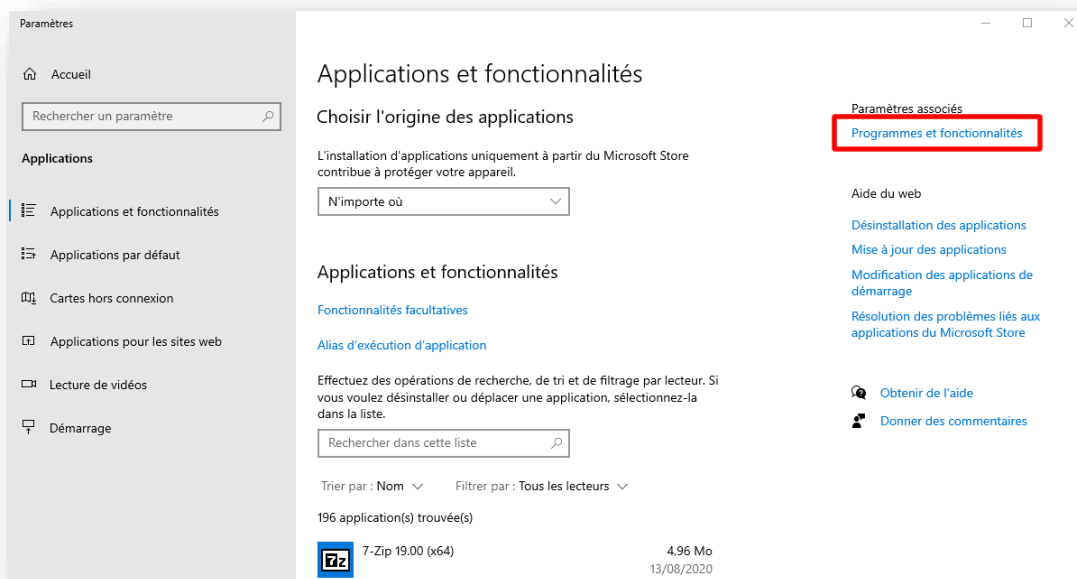 Paramètres
Accueil
Rechercher un paramètre
Applications
Applications et fonctionnalités
Applications par défaut
Cartes hors connexion
Applications pour les sites web
Lecture de vidéos
Démarrage
Applications et fonctionnalités
Choisir l'origine des applications
L'installation d'applications uniquement à partir du Microsoft Store
contribue à protéger votre appareil.
N'importe où
Applications et fonctionnalités
Fonctionnalités facultatives
Alias d'exécution d'application
Effectuez des opérations de recherche, de tri et de filtrage par lecteur. Si
vous voulez désinstaller ou déplacer une application, sélectionnez-la
dans la liste.
Rechercher dans cette liste
Trier par : Nom Filtrer par : Tous les lecteurs
196 application(s) trouvée(s)
7z
7-Zip 19.00 (x64) 4,96 Mo
13/08/2020
Paramètres associés
Programmes et fonctionnalités
Aide du web
Désinstallation des applications
Mise à jour des applications
Modification des applications de
démarrage
Résolution des problèmes liés aux
applications du Microsoft Store
Obtenir de l'aide
Donner des commentaires